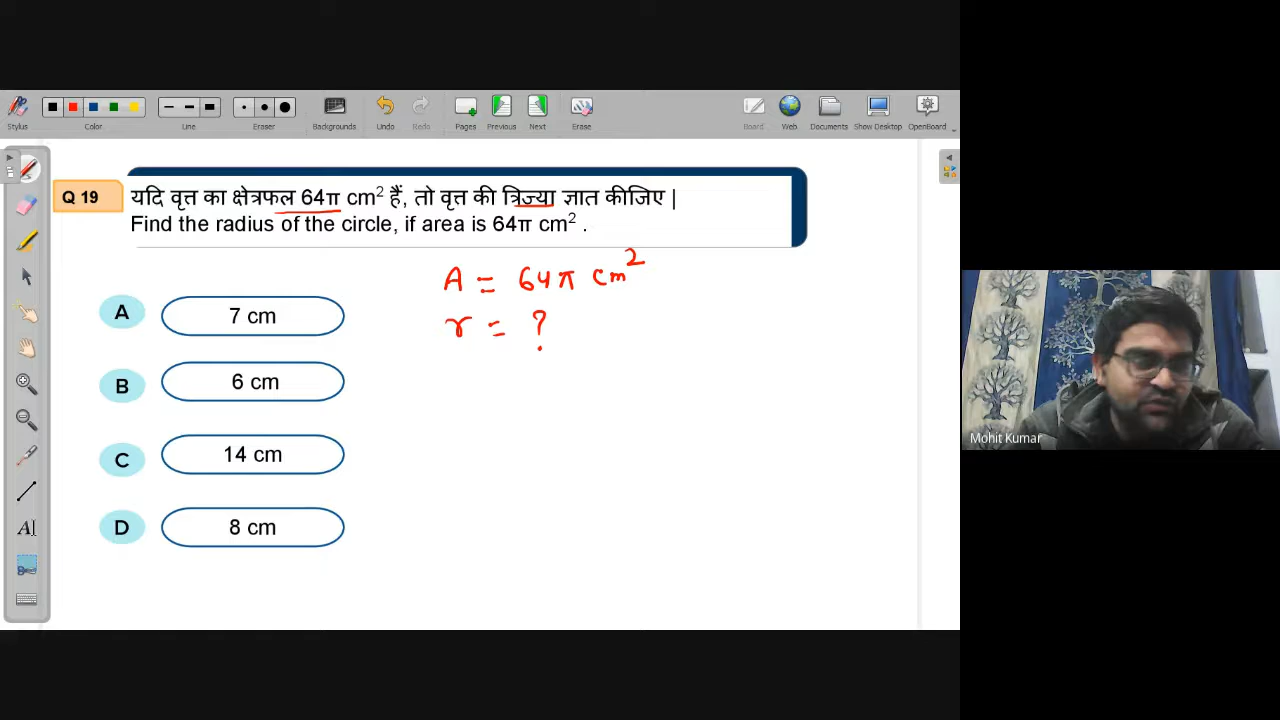 Stylus
Color
Line
Eraser
Backgrounds
Undo
Redo
Pages
Previous
Next
Erase
Board
Web
Documents
Show Desktop
OpenBoard
Q 19
यदि वृत्त का क्षेत्रफल 64π cm² हैं, तो वृत्त की त्रिज्या ज्ञात कीजिए |
Find the radius of the circle, if area is 64π cm² .
A = 64π cm²
r = ?
A
7 cm
B
6 cm
C
14 cm
D
8 cm
Mohit Kumar